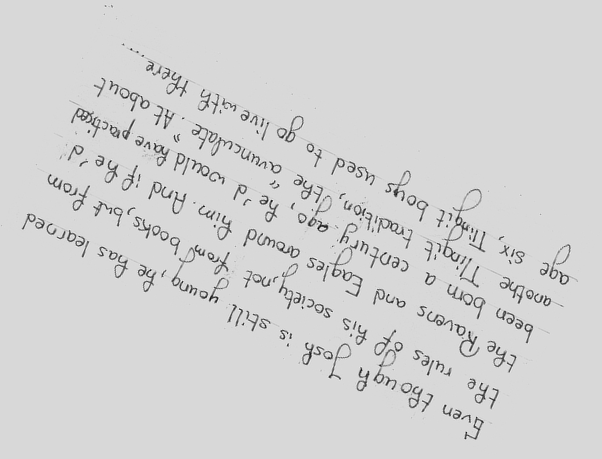 Even though Josh is still young, he has learned
the rules of his society, not from books, but from
the Ravens and Eagles around him. And if he'd
been born a century ago, he'd would have practised
anothe Tlingit tradition, "the avunculate". At about
age six, Tlingit boys used to go live with there ....